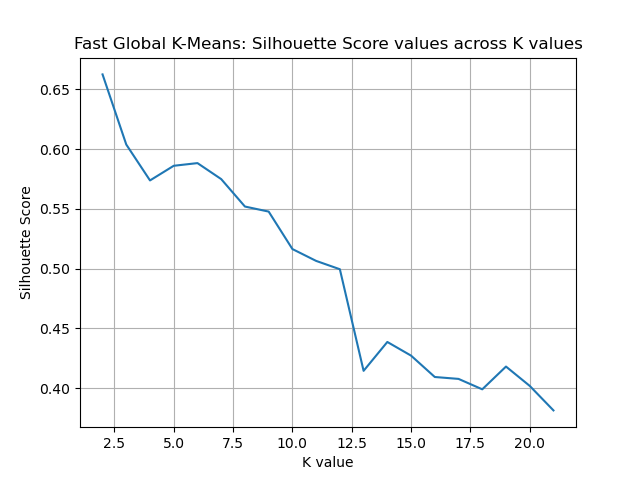 Fast Global K-Means: Silhouette Score values across K values
Silhouette Score
0.65
0.60
0.55
0.50
0.45
0.40
2.5 5.0 7.5 10.0 12.5 15.0 17.5 20.0
K value